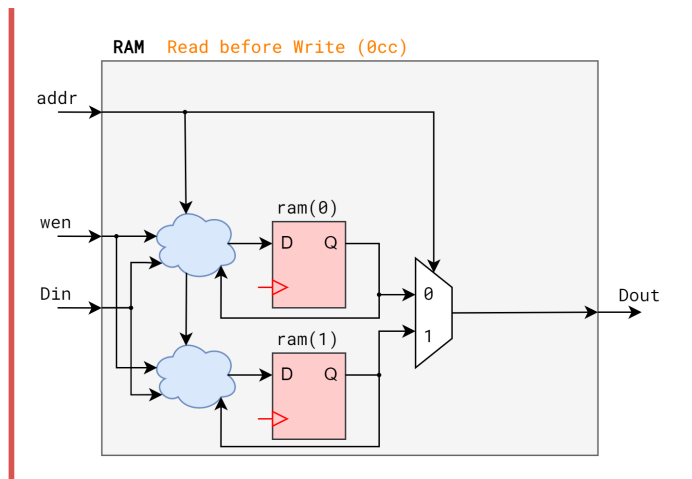 RAM Read before Write (0cc)
addr
ram(0)
wen
D Q
Din
0
Dout
1
ram(1)
D Q